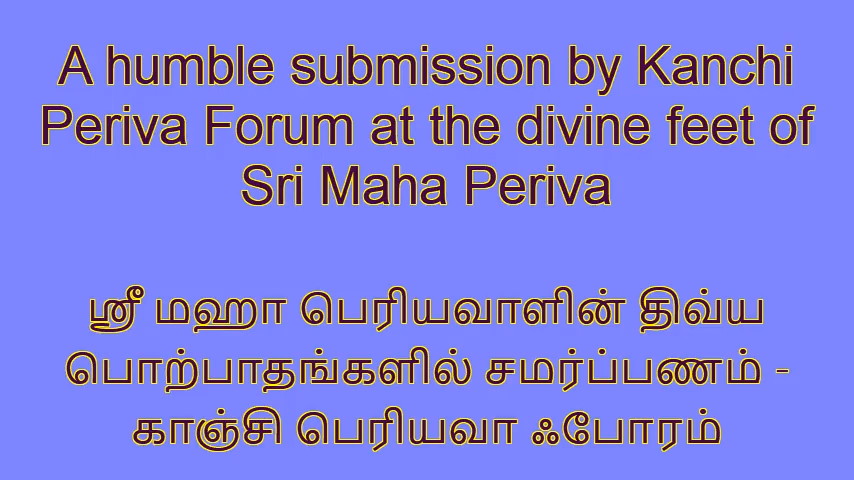 A humble submission by Kanchi
Periva Forum at the divine feet of
Sri Maha Periva
ஸ்ரீ மஹா பெரியவாளின் திவ்ய
பொற்பாதங்களில் சமர்ப்பணம் -
காஞ்சி பெரியவா ஃபோரம்